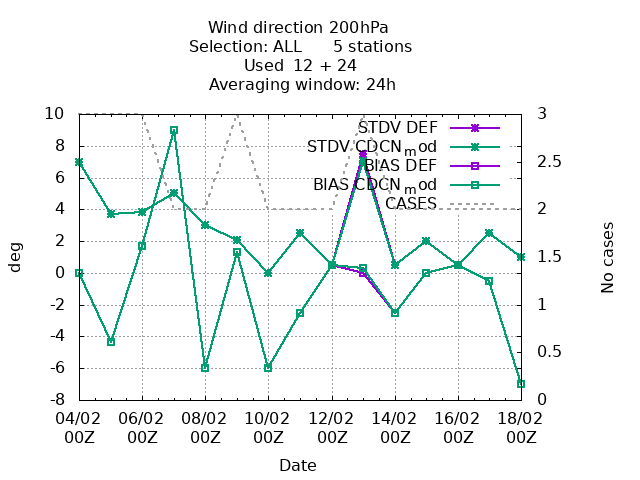 Wind direction 200hPa
Selection: ALL 5 stations
Used 12 + 24
Averaging window: 24h
10
8
6
4
2
0
-2
-4
-6
-8
deg
3
2.5
2
1.5
1
0.5
0
No cases
STDV DEF
STDV CDCNmod
BIAS DEF
BIAS CDCNmod
CASES
04/02 06/02 08/02 10/02 12/02 14/02 16/02 18/02
00Z 00Z 00Z 00Z 00Z 00Z 00Z 00Z
Date